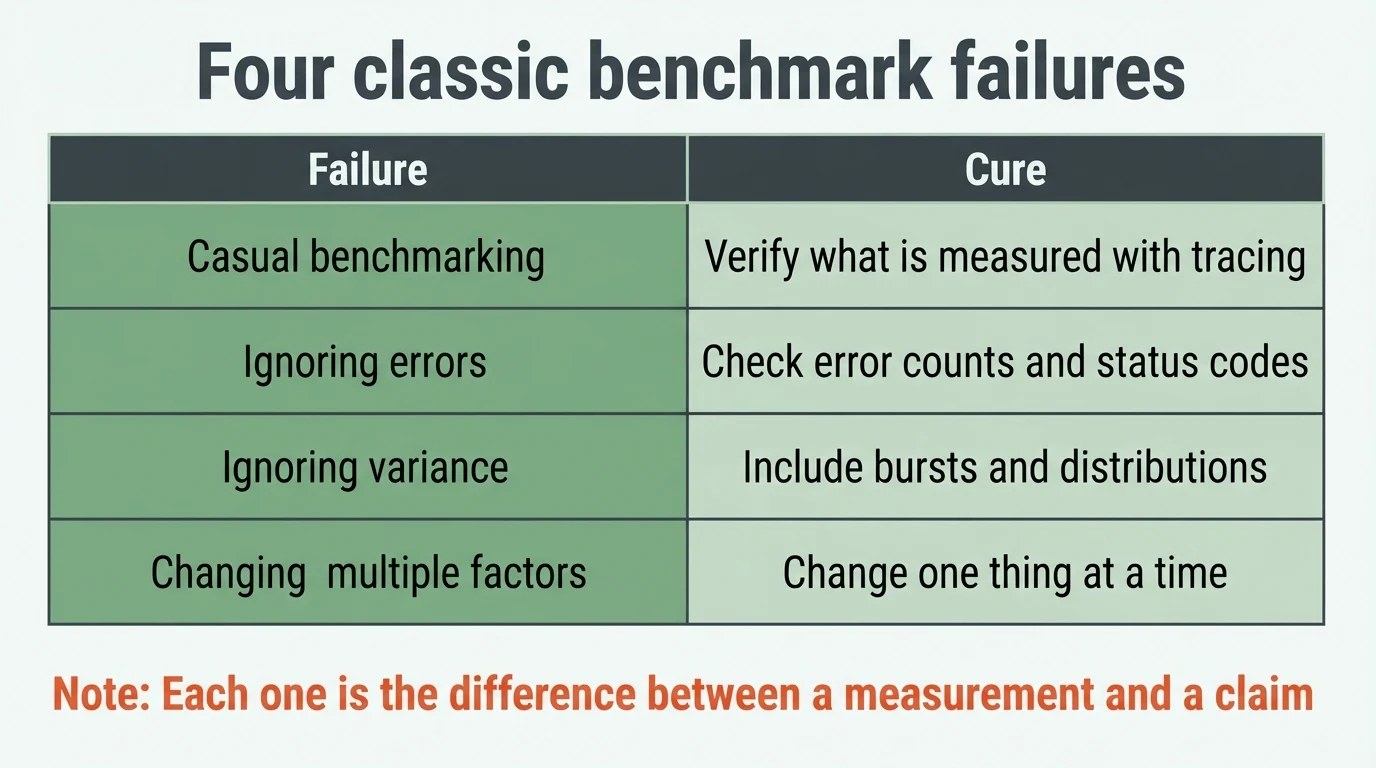 Four classic benchmark failures
Failure
Cure
Casual benchmarking
Verify what is measured with tracing
Ignoring errors
Check error counts and status codes
Ignoring variance
Include bursts and distributions
Changing  multiple factors
Change one thing at a time
Note: Each one is the difference between a measurement and a claim